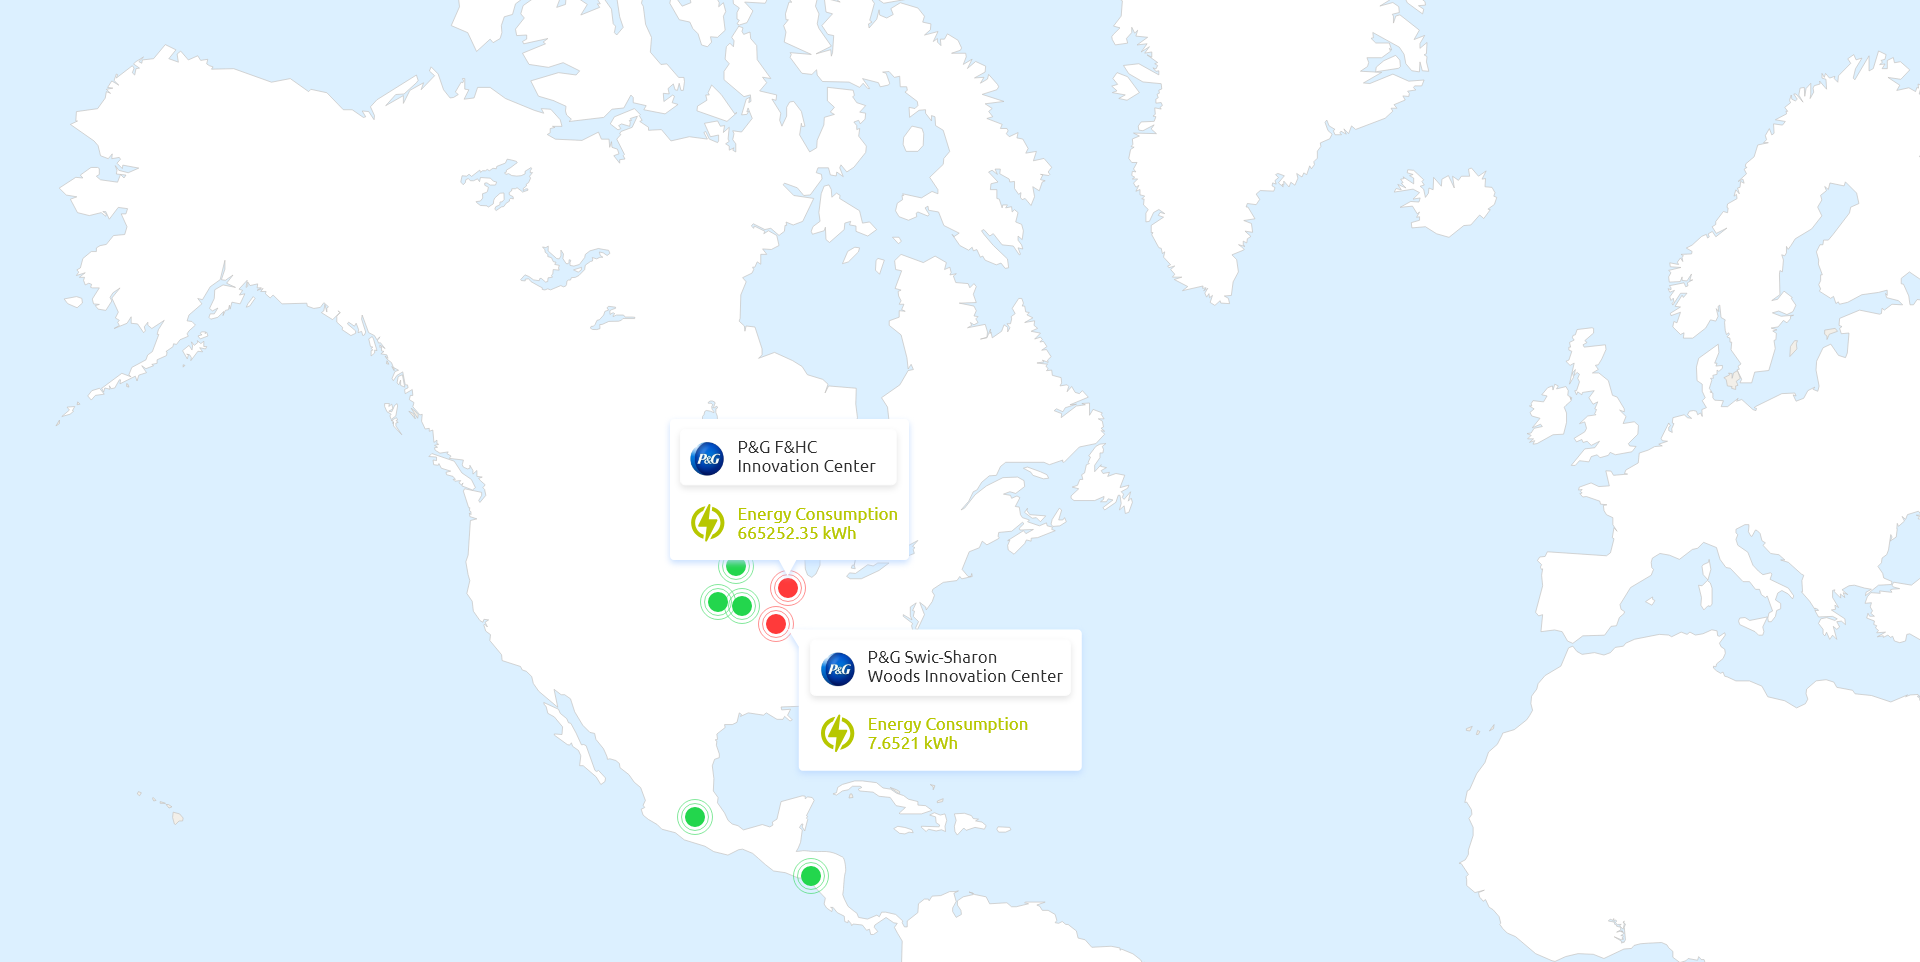 P&G
P&G F&HC
Innovation Center
Energy Consumption
665252.35 kWh
P&G
P&G Swic-Sharon
Woods Innovation Center
Energy Consumption
7.6521 kWh